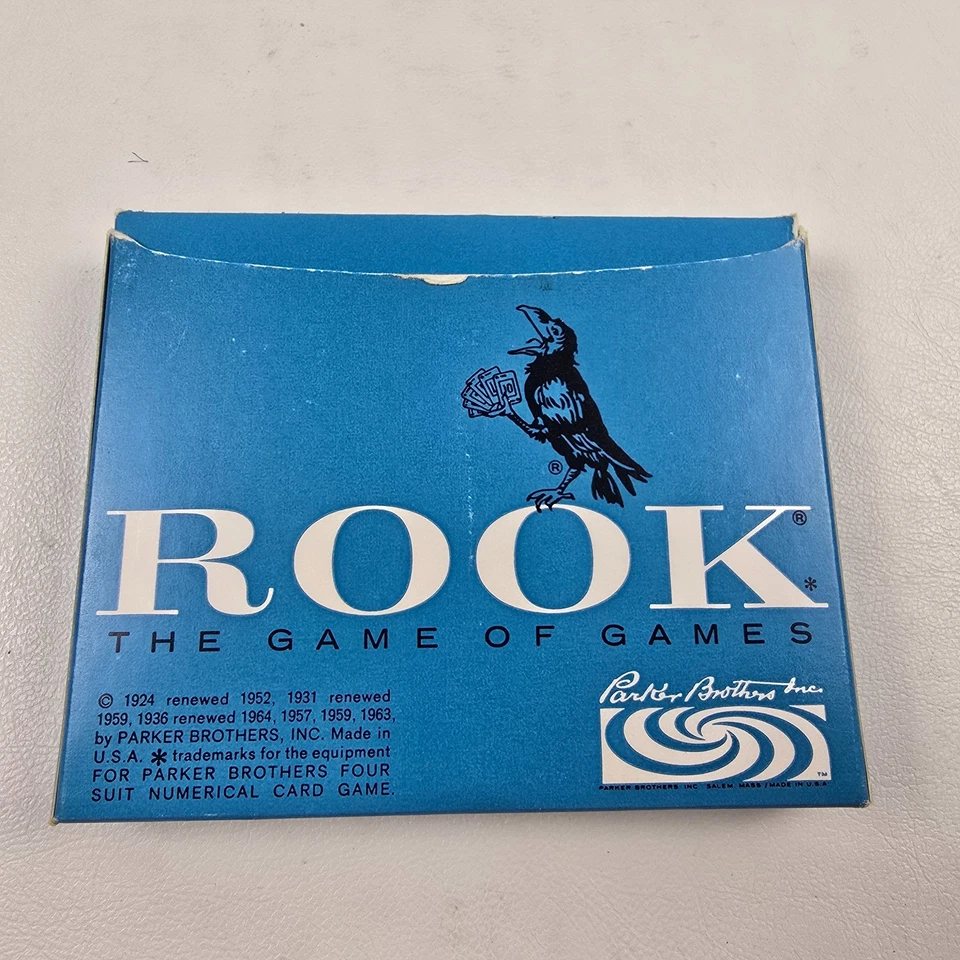 ®
ROOK®
*
THE GAME OF GAMES
© 1924 renewed 1952, 1931 renewed
1959, 1936 renewed 1964, 1957, 1959, 1963,
by PARKER BROTHERS, INC. Made in
U.S.A. * trademarks for the equipment
FOR PARKER BROTHERS FOUR
SUIT NUMERICAL CARD GAME.
Parker Brothers Inc.
TM
PARKER BROTHERS INC SALEM MASS / MADE IN U.S.A.